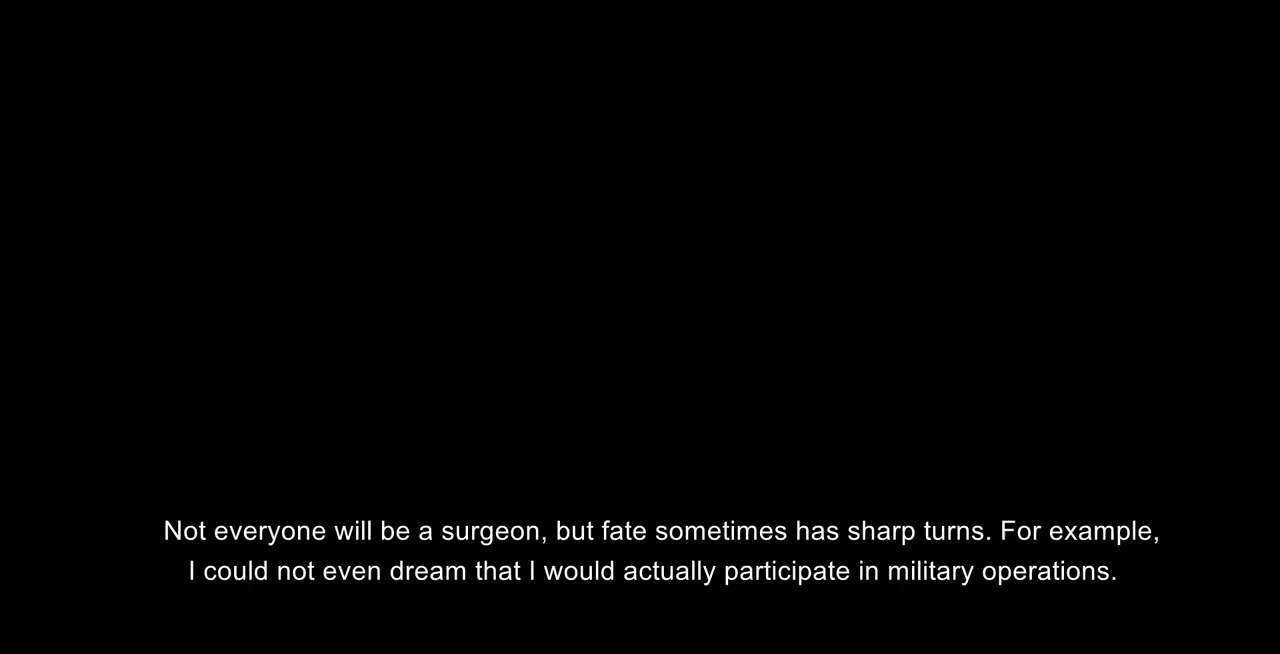 Not everyone will be a surgeon, but fate sometimes has sharp turns. For example,
I could not even dream that I would actually participate in military operations.